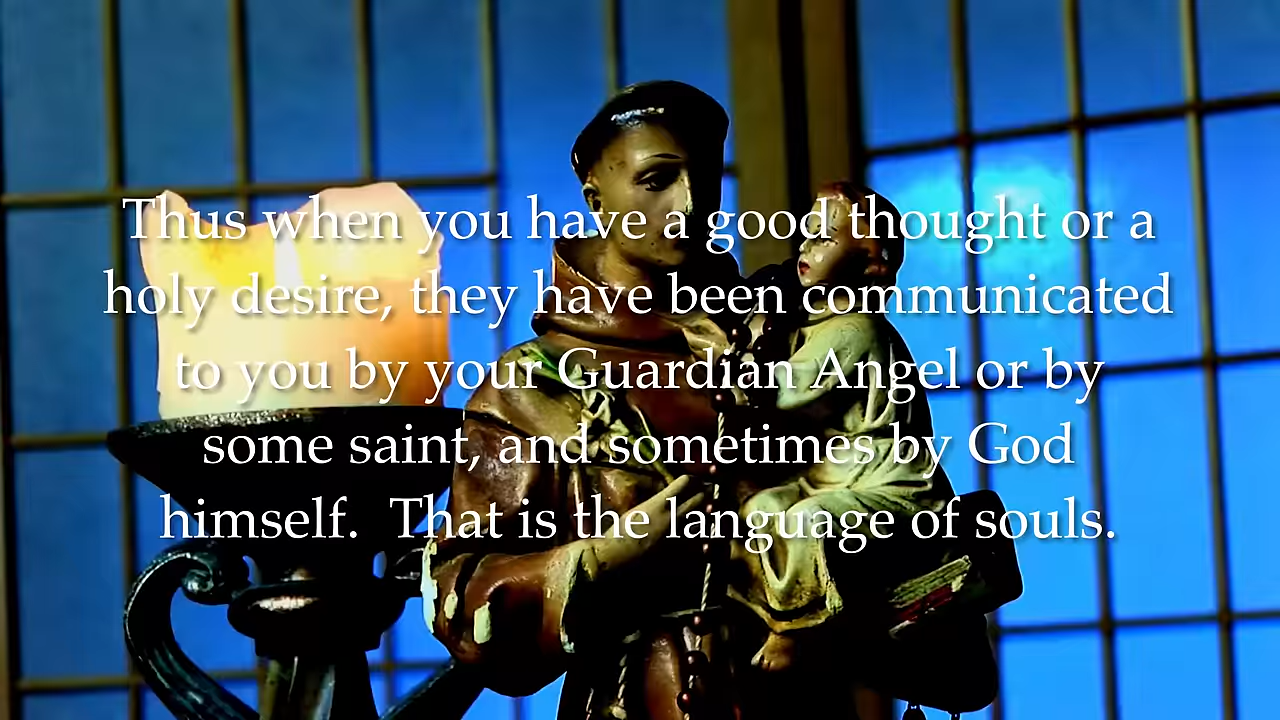 Thus when you have a good thought or a
holy desire, they have been communicated
to you by your Guardian Angel or by
some saint, and sometimes by God
himself.  That is the language of souls.